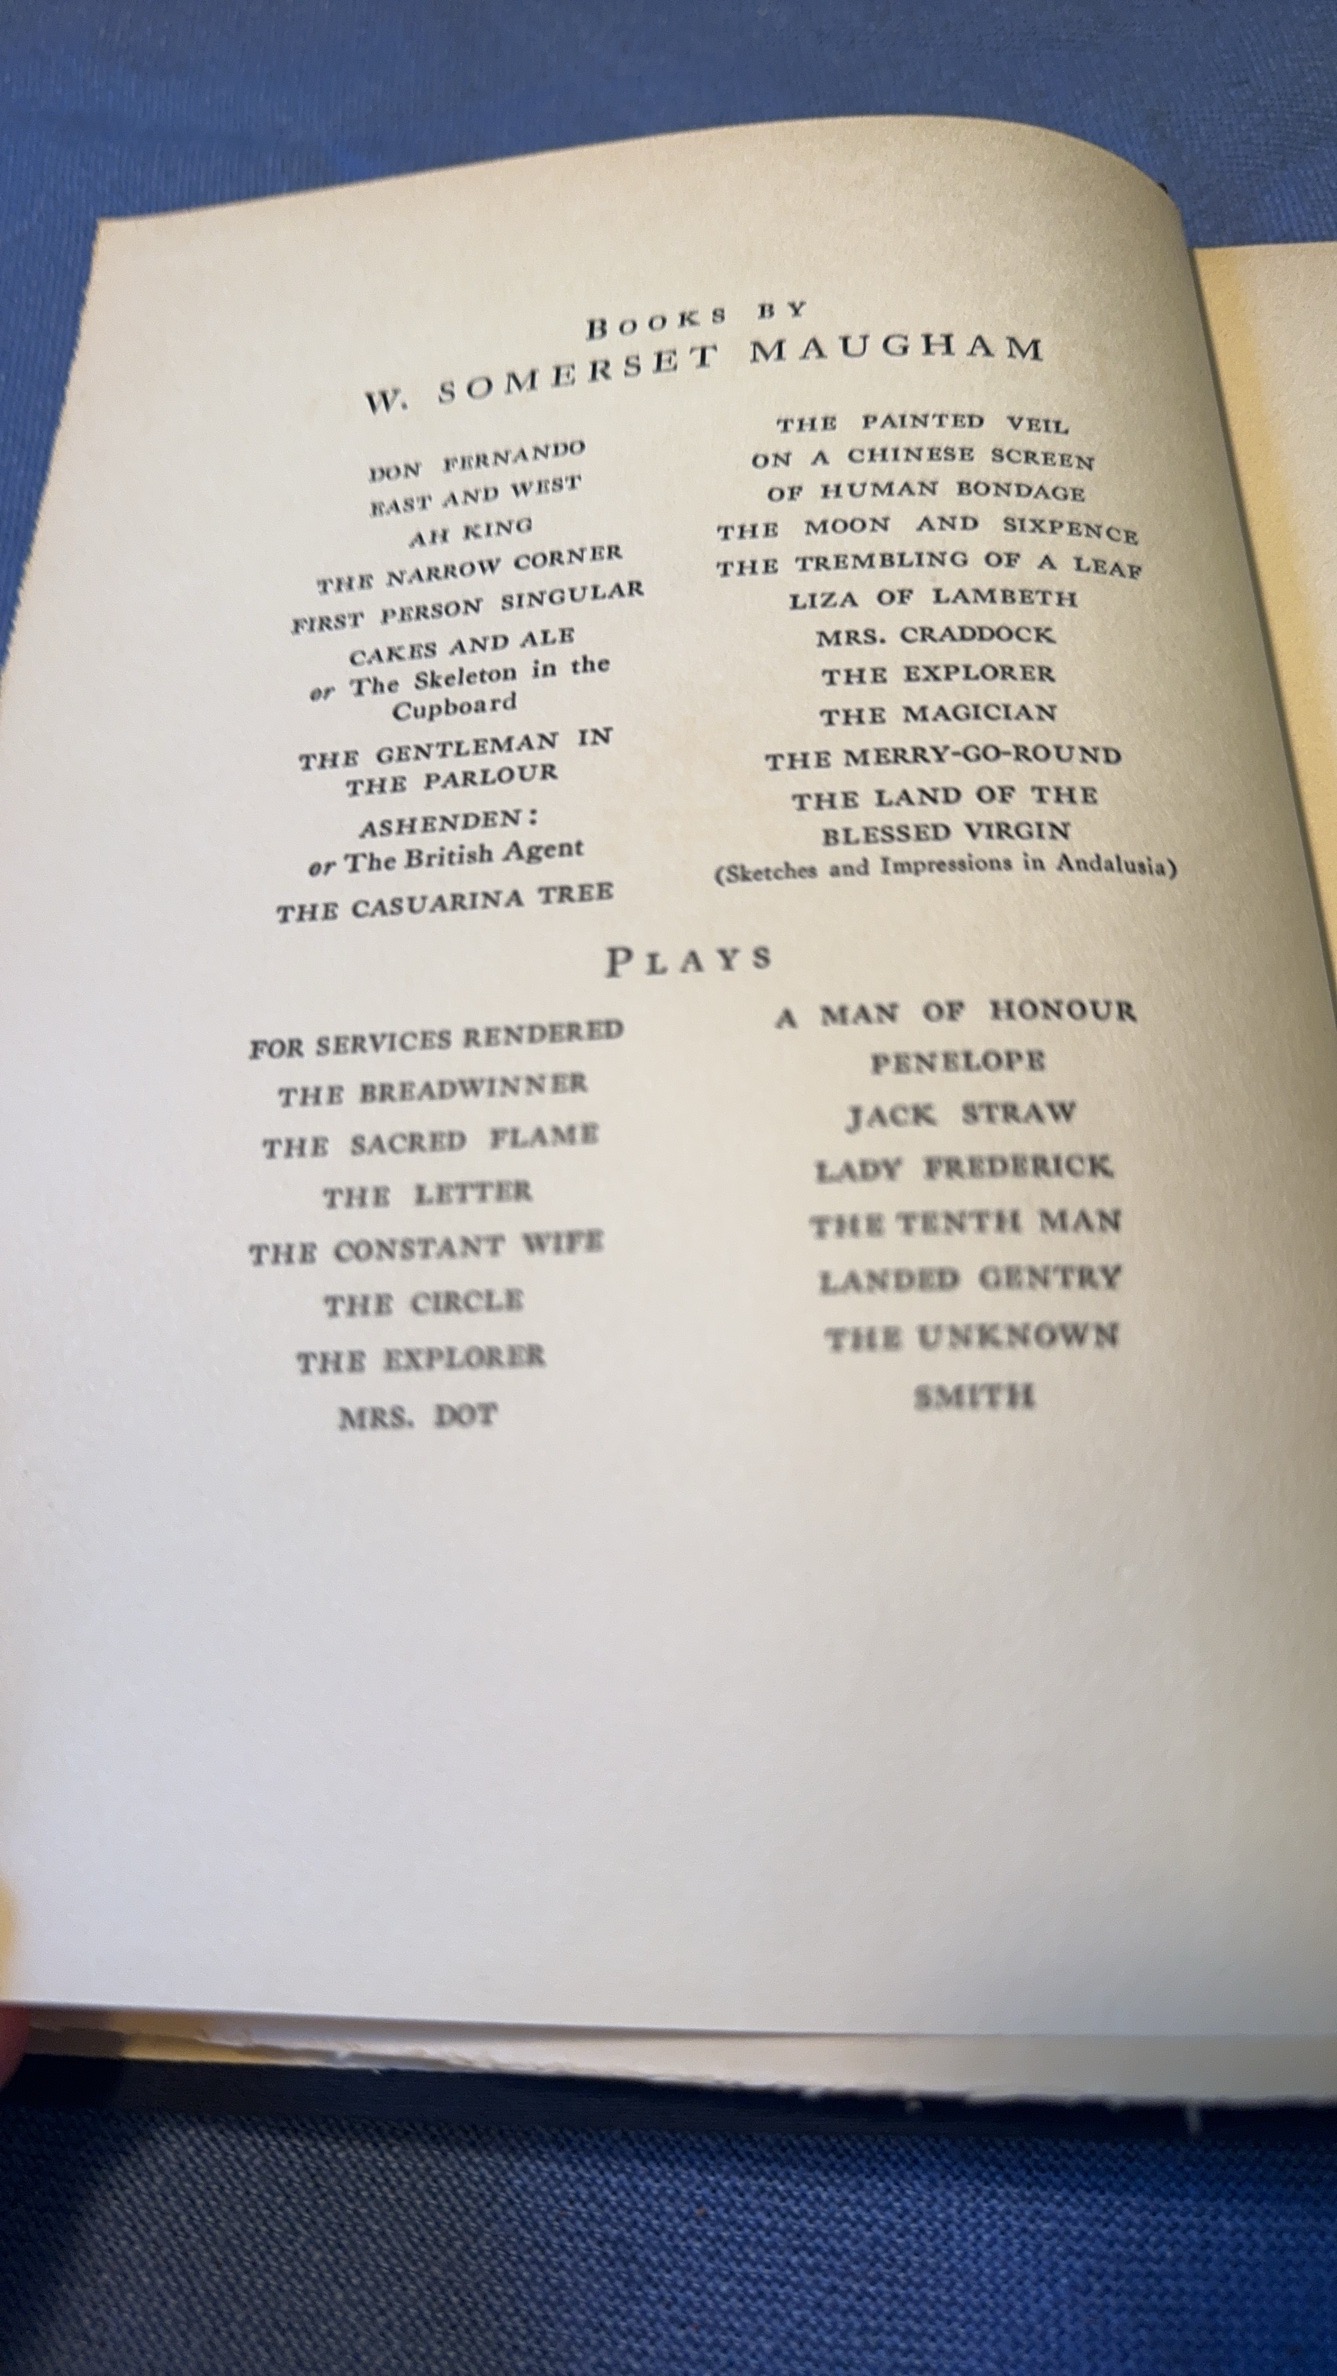 BOOKS BY
W. SOMERSET MAUGHAM
DON FERNANDO
EAST AND WEST
AH KING
THE NARROW CORNER
FIRST PERSON SINGULAR
CAKES AND ALE
or The Skeleton in the
Cupboard
THE GENTLEMAN IN
THE PARLOUR
ASHENDEN:
or The British Agent
THE CASUARINA TREE
THE PAINTED VEIL
ON A CHINESE SCREEN
OF HUMAN BONDAGE
THE MOON AND SIXPENCE
THE TREMBLING OF A LEAF
LIZA OF LAMBETH
MRS. CRADDOCK
THE EXPLORER
THE MAGICIAN
THE MERRY-GO-ROUND
THE LAND OF THE
BLESSED VIRGIN
(Sketches and Impressions in Andalusia)
PLAYS
FOR SERVICES RENDERED
THE BREADWINNER
THE SACRED FLAME
THE LETTER
THE CONSTANT WIFE
THE CIRCLE
THE EXPLORER
MRS. DOT
A MAN OF HONOUR
PENELOPE
JACK STRAW
LADY FREDERICK
THE TENTH MAN
LANDED GENTRY
THE UNKNOWN
SMITH